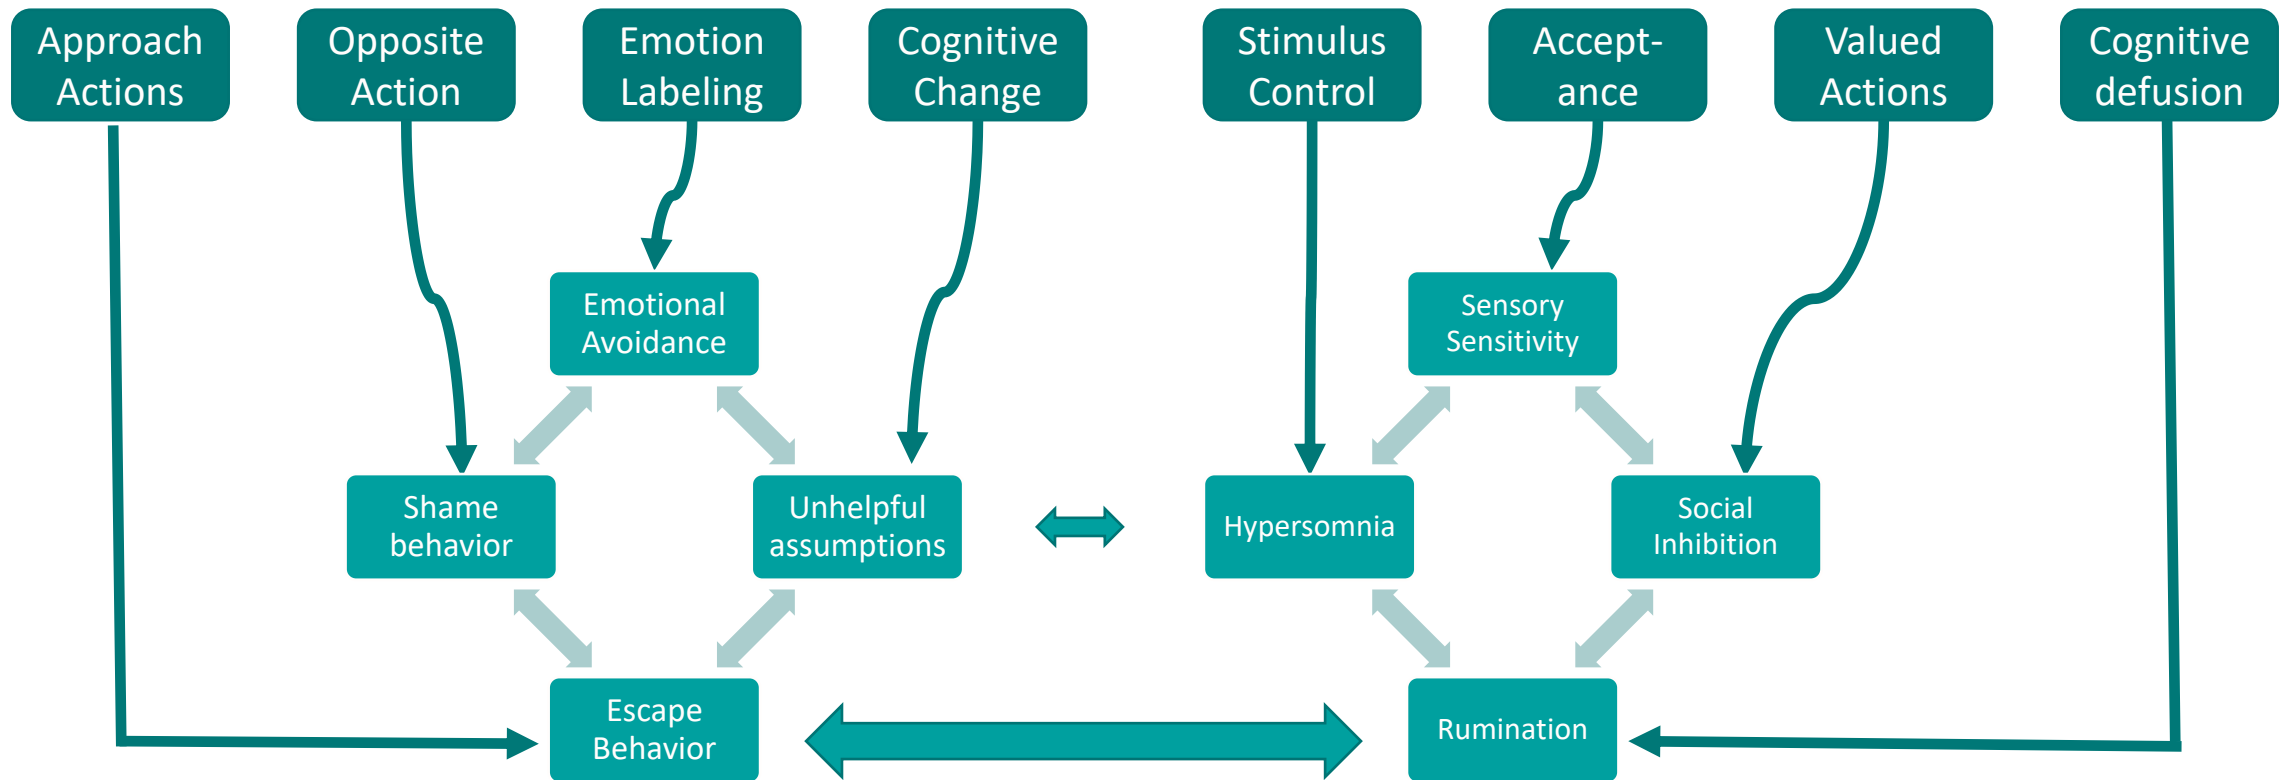 Approach
Actions
Opposite
Action
Emotion
Labeling
Cognitive
Change
Stimulus
Control
Accept-
ance
Valued
Actions
Cognitive
defusion
Emotional
Avoidance
Sensory
Sensitivity
Shame
behavior
Unhelpful
assumptions
Hypersomnia
Social
Inhibition
Escape
Behavior
Rumination